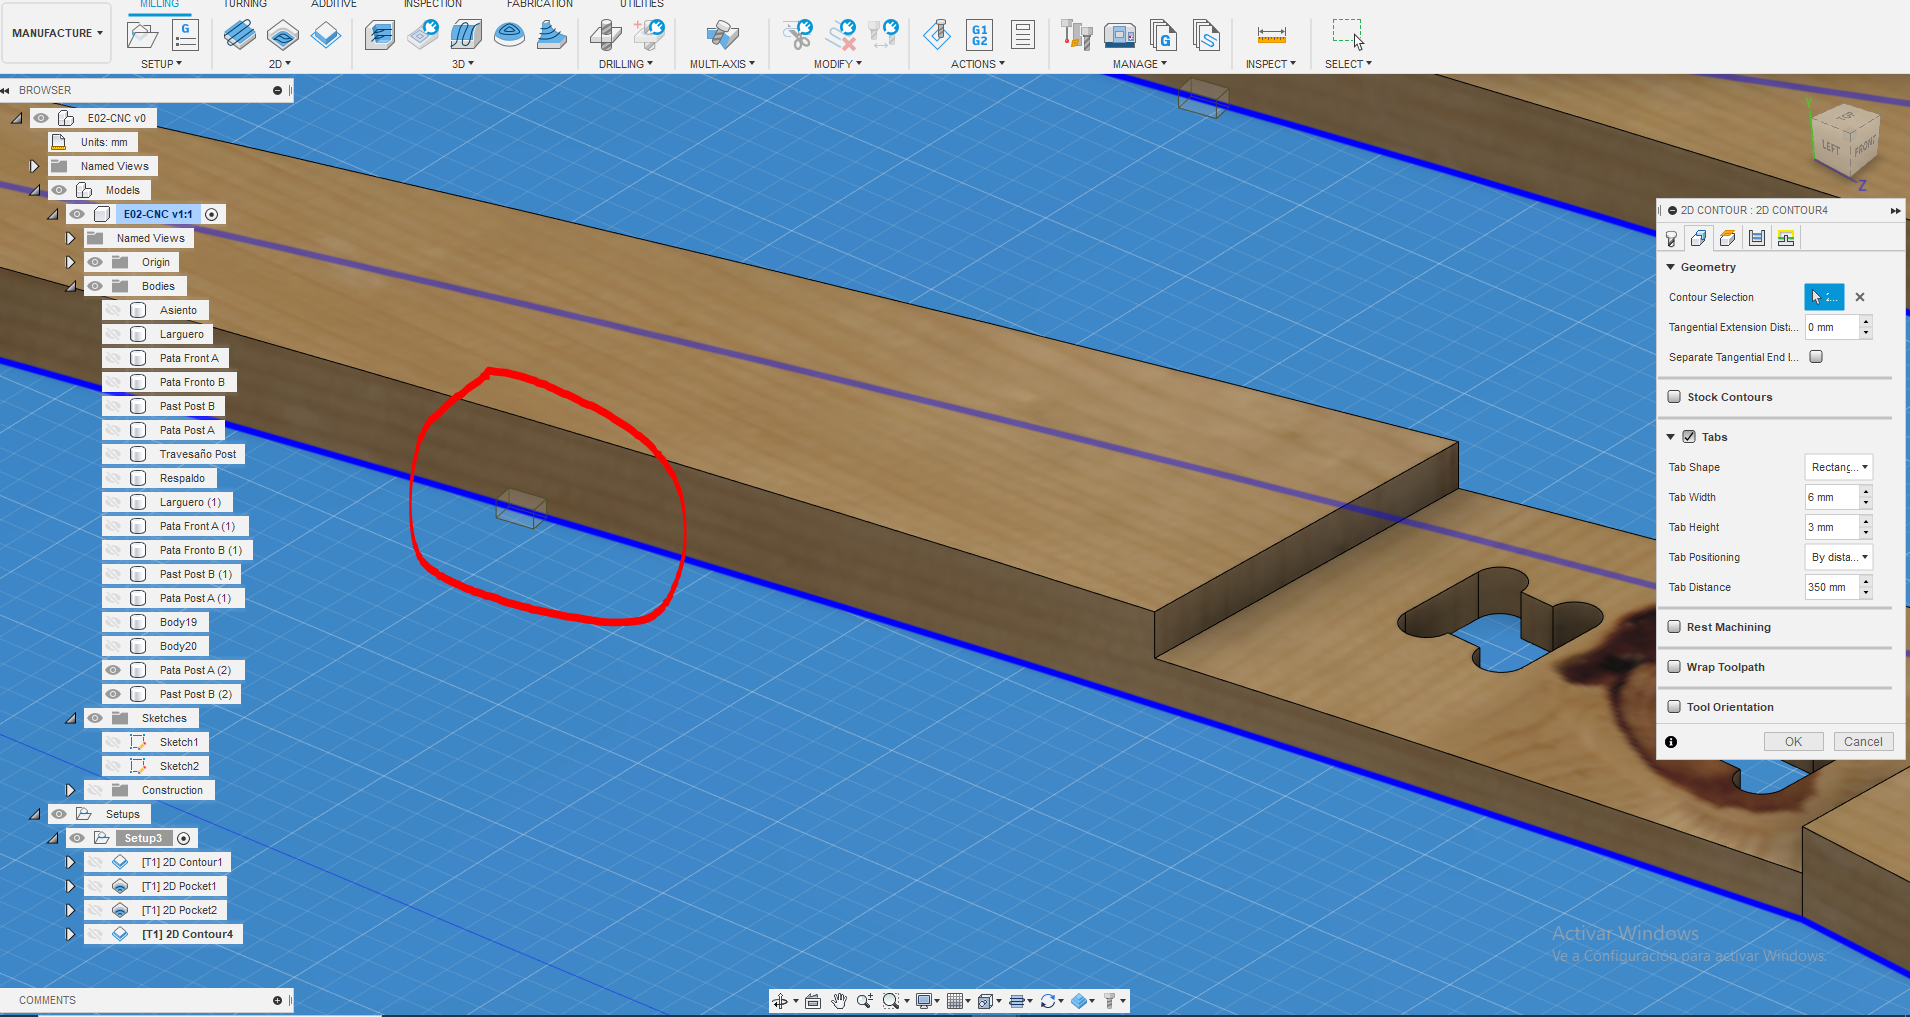 MILLING TURNING ADDITIVE INSPECTION FABRICATION UTILITIES
MANUFACTURE
G
G1
G2
G
SETUP 2D 3D DRILLING MULTI-AXIS MODIFY ACTIONS MANAGE INSPECT SELECT
BROWSER
E02-CNC v0
Units: mm
Named Views
Models
E02-CNC v1:1
Named Views
Origin
Bodies
Asiento
Larguero
Pata Front A
Pata Fronto B
Past Post B
Pata Post A
Travesaño Post
Respaldo
Larguero (1)
Pata Front A (1)
Pata Fronto B (1)
Past Post B (1)
Pata Post A (1)
Body19
Body20
Pata Post A (2)
Past Post B (2)
Sketches
Sketch1
Sketch2
Construction
Setups
Setup3
[T1] 2D Contour1
[T1] 2D Pocket1
[T1] 2D Pocket2
[T1] 2D Contour4
COMMENTS
Y
TOP
LEFT
FRONT
Z
2D CONTOUR : 2D CONTOUR4
Geometry
Contour Selection
Tangential Extension Dist... 0 mm
Separate Tangential End l...
Stock Contours
Tabs
Tab Shape Rectang...
Tab Width 6 mm
Tab Height 3 mm
Tab Positioning By dista...
Tab Distance 350 mm
Rest Machining
Wrap Toolpath
Tool Orientation
OK Cancel
Activar Windows
Ve a Configuración para activar Windows.